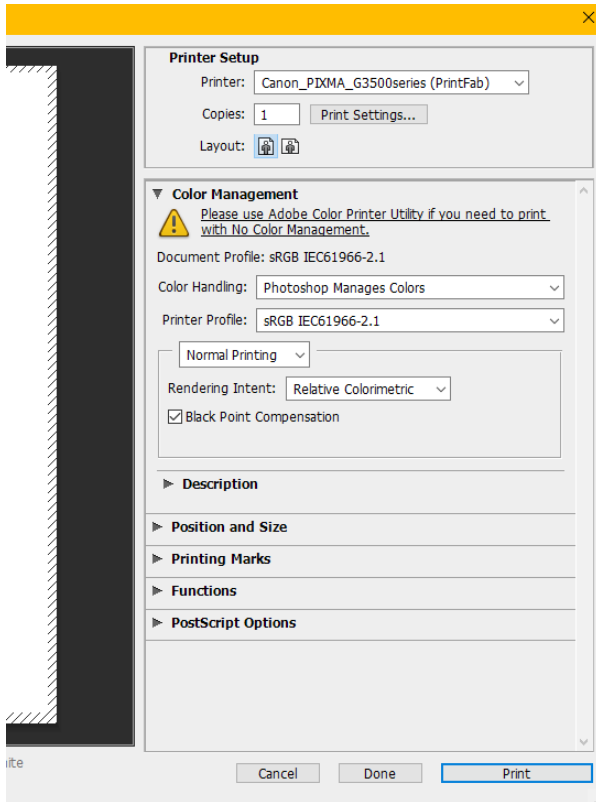 Printer Setup
Printer: Canon_PIXMA_G3500series (PrintFab)
Copies: 1 Print Settings...
Layout:
Color Management
Please use Adobe Color Printer Utility if you need to print
with No Color Management.
Document Profile: sRGB IEC61966-2.1
Color Handling: Photoshop Manages Colors
Printer Profile: sRGB IEC61966-2.1
Normal Printing
Rendering Intent: Relative Colorimetric
Black Point Compensation
Description
Position and Size
Printing Marks
Functions
PostScript Options
Cancel Done Print